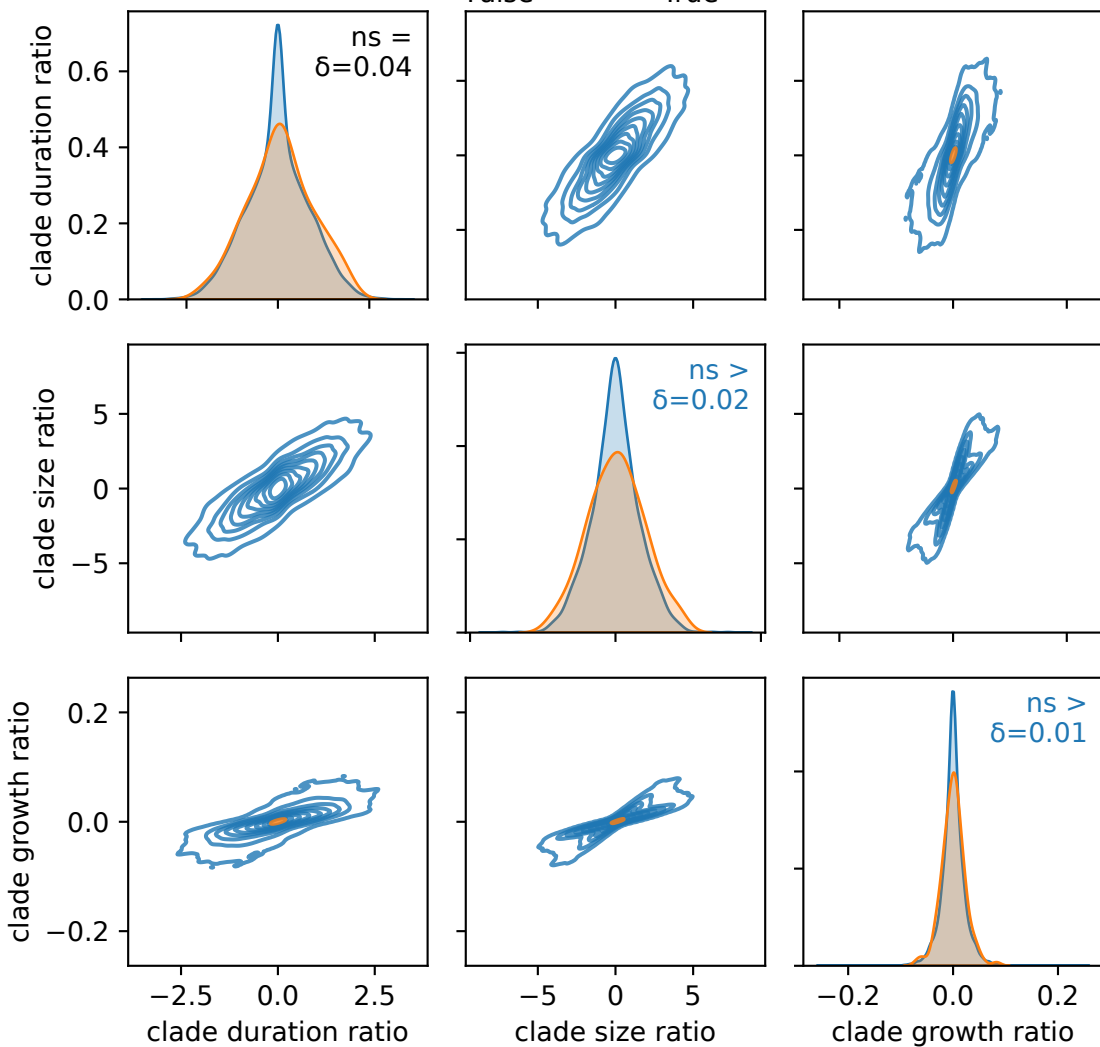 clade duration ratio
0.6
0.4
0.2
0.0
ns =
δ=0.04
clade size ratio
5
0
−5
ns >
δ=0.02
clade growth ratio
0.2
0.0
−0.2
ns >
δ=0.01
−2.5 0.0 2.5
−5 0 5
−0.2 0.0 0.2
clade duration ratio
clade size ratio
clade growth ratio